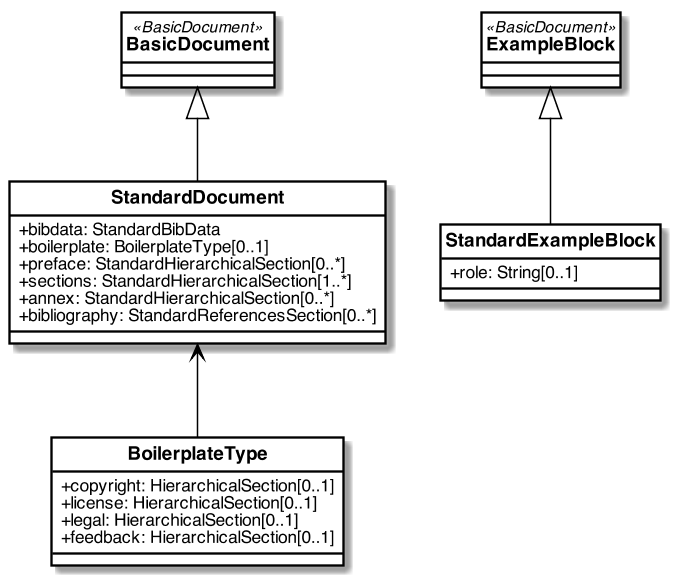 «BasicDocument»
BasicDocument
«BasicDocument»
ExampleBlock
StandardDocument
+bibdata: StandardBibData
+boilerplate: BoilerplateType[0..1]
+preface: StandardHierarchicalSection[0..*]
+sections: StandardHierarchicalSection[1..*]
+annex: StandardHierarchicalSection[0..*]
+bibliography: StandardReferencesSection[0..*]
StandardExampleBlock
+role: String[0..1]
BoilerplateType
+copyright: HierarchicalSection[0..1]
+license: HierarchicalSection[0..1]
+legal: HierarchicalSection[0..1]
+feedback: HierarchicalSection[0..1]